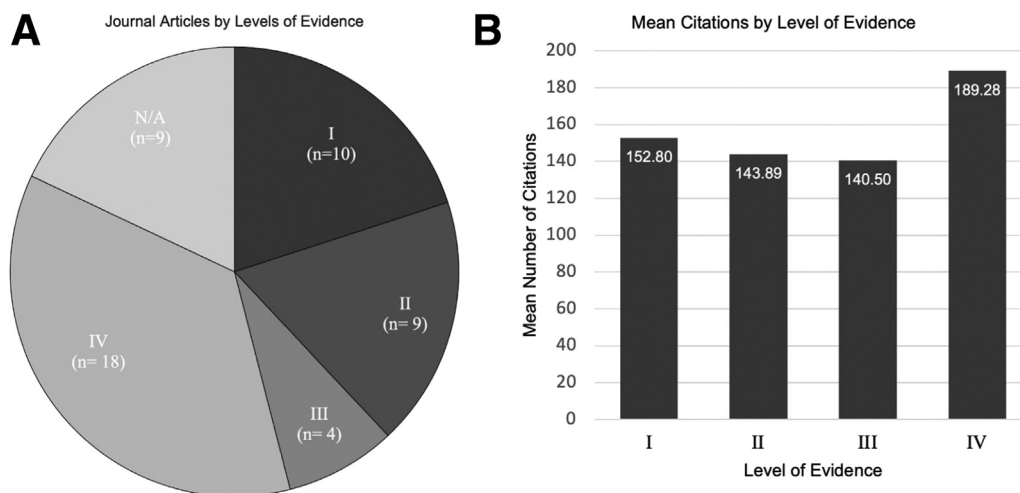 A
Journal Articles by Levels of Evidence
N/A
(n=9)
I
(n=10)
II
(n= 9)
IV
(n= 18)
III
(n= 4)
B
Mean Citations by Level of Evidence
Mean Number of Citations
200
180
160
140
120
100
80
60
40
20
0
152.80
143.89
140.50
189.28
I
II
III
IV
Level of Evidence